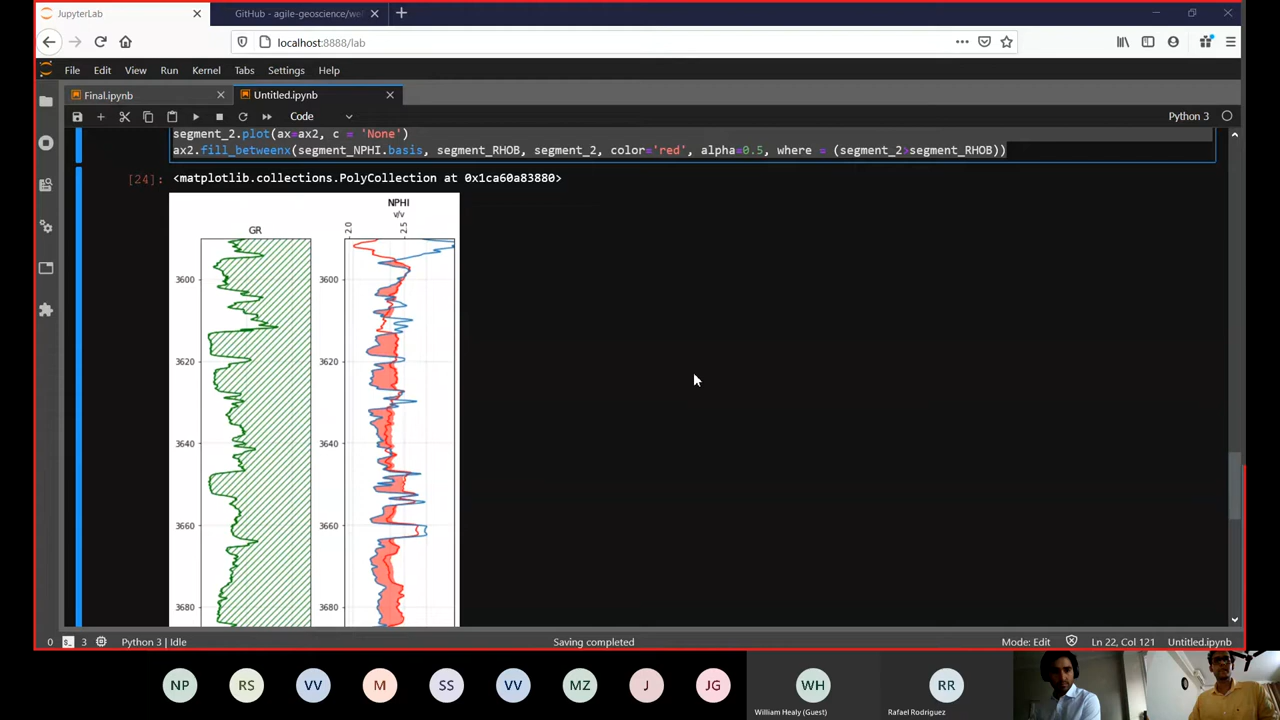 JupyterLab
GitHub - agile-geoscience/we
localhost:8888/lab
File Edit View Run Kernel Tabs Settings Help
Final.ipynb
Untitled.ipynb
Code
Python 3
segment_2.plot(ax=ax2, c = 'None')
ax2.fill_betweenx(segment_NPHI.basis, segment_RHOB, segment_2, color='red', alpha=0.5, where = (segment_2>segment_RHOB))
[24]:
<matplotlib.collections.PolyCollection at 0x1ca60a83880>
NPHI
v/v
2.0
2.5
GR
3600
3600
3620
3620
3640
3640
3660
3660
3680
3680
0
3
Python 3 | Idle
Saving completed
Mode: Edit
Ln 22, Col 121
Untitled.ipynb
NP
RS
VV
M
SS
VV
MZ
J
JG
WH
RR
William Healy (Guest)
Rafael Rodriguez